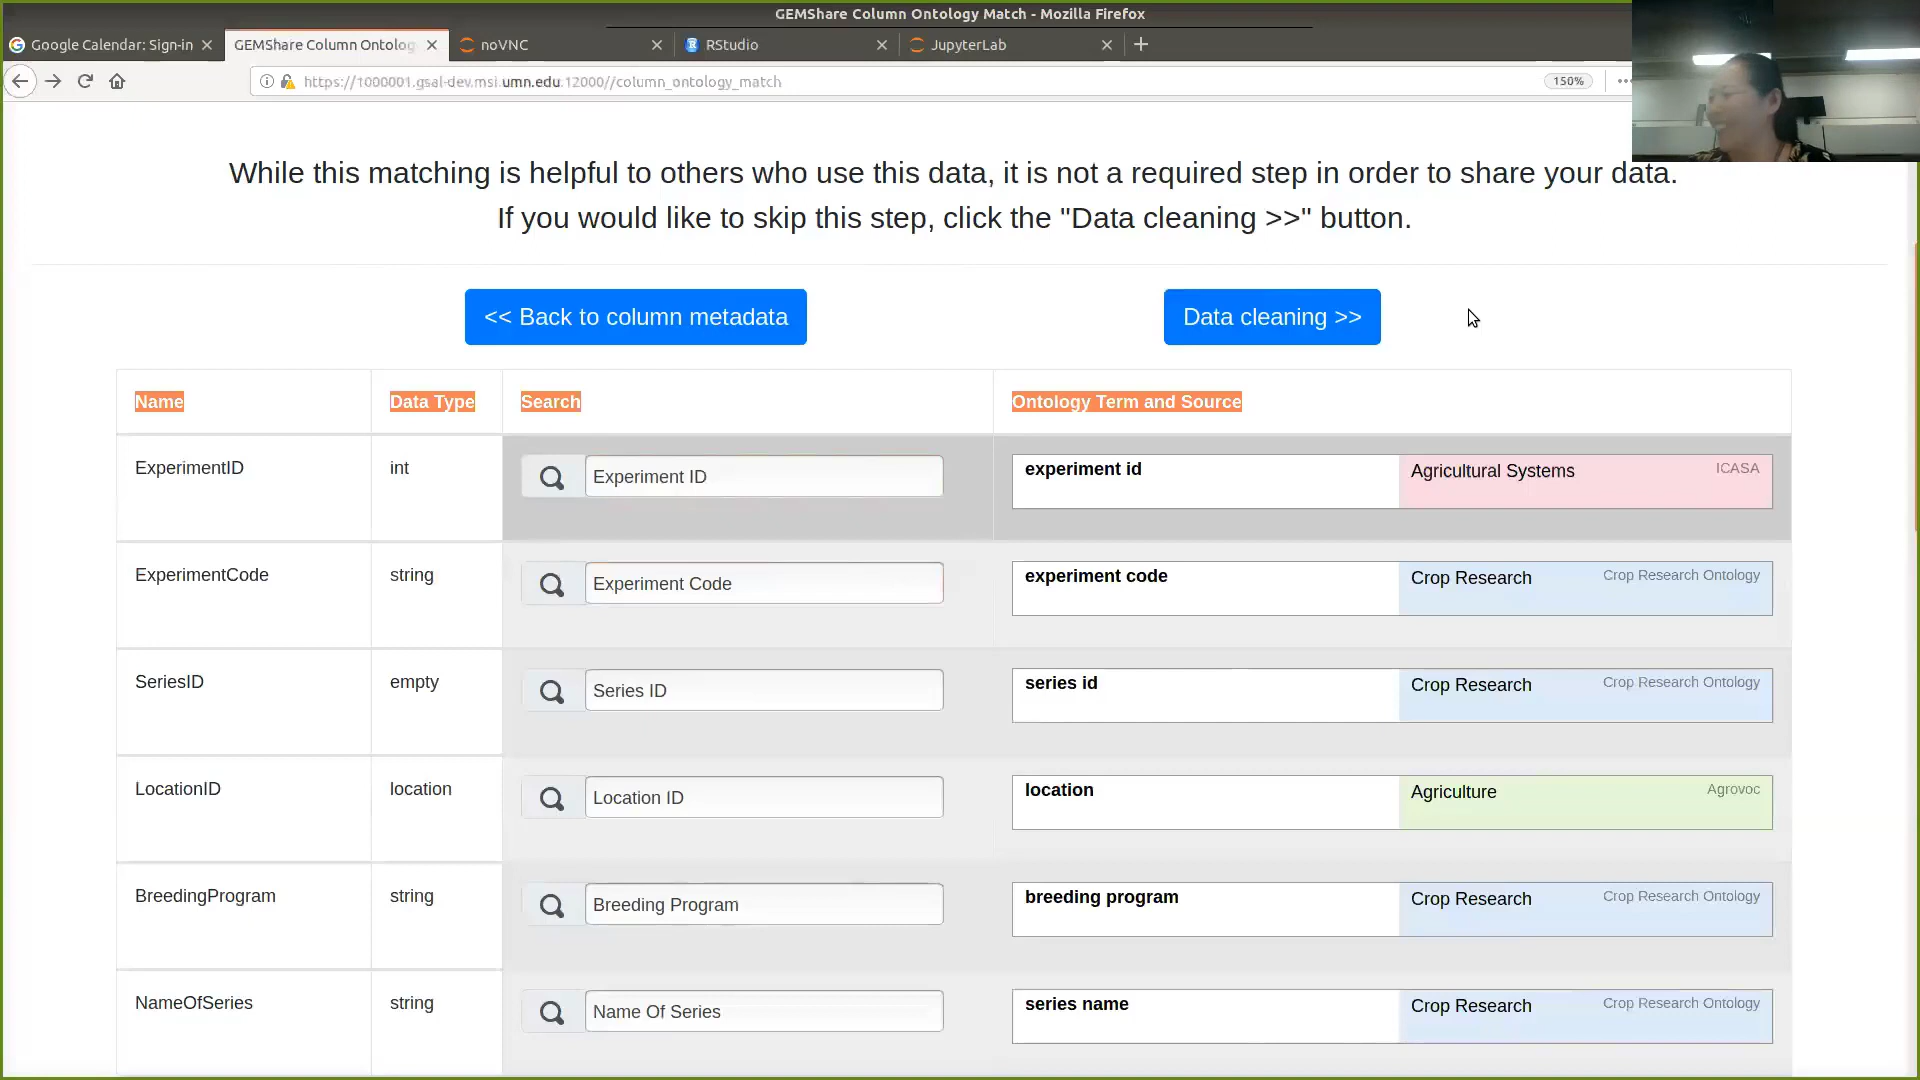 GEMShare Column Ontology Match - Mozilla Firefox
Google Calendar: Sign-in
GEMShare Column Ontolog
noVNC
RStudio
JupyterLab
https://1000001.gsal-dev.msi.umn.edu:12000//column_ontology_match
150%
While this matching is helpful to others who use this data, it is not a required step in order to share your data.
If you would like to skip this step, click the "Data cleaning >>" button.
<< Back to column metadata
Data cleaning >>
Name Data Type Search Ontology Term and Source
ExperimentID int Experiment ID experiment id Agricultural Systems ICASA
ExperimentCode string Experiment Code experiment code Crop Research Crop Research Ontology
SeriesID empty Series ID series id Crop Research Crop Research Ontology
LocationID location Location ID location Agriculture Agrovoc
BreedingProgram string Breeding Program breeding program Crop Research Crop Research Ontology
NameOfSeries string Name Of Series series name Crop Research Crop Research Ontology